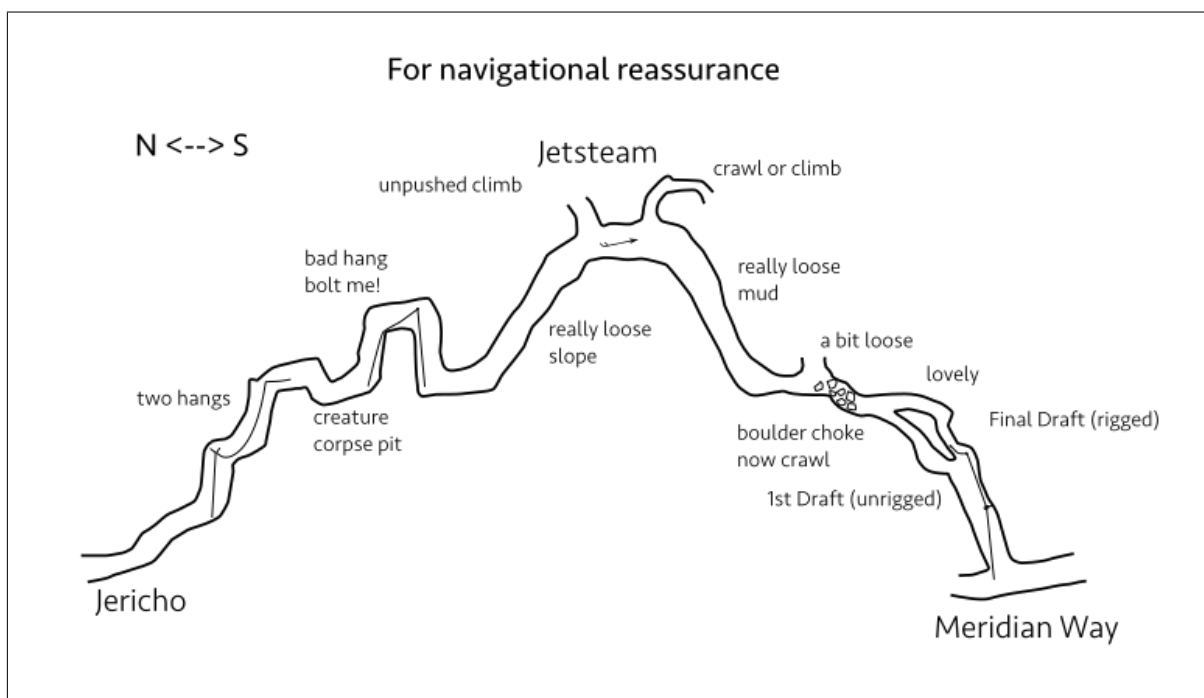 For navigational reassurance
N <--> S
Jetsteam
crawl or climb
unpushed climb
bad hang
bolt me!
really loose
mud
really loose
slope
a bit loose
lovely
two hangs
creature
corpse pit
Final Draft (rigged)
boulder choke
now crawl
1st Draft (unrigged)
Jericho
Meridian Way